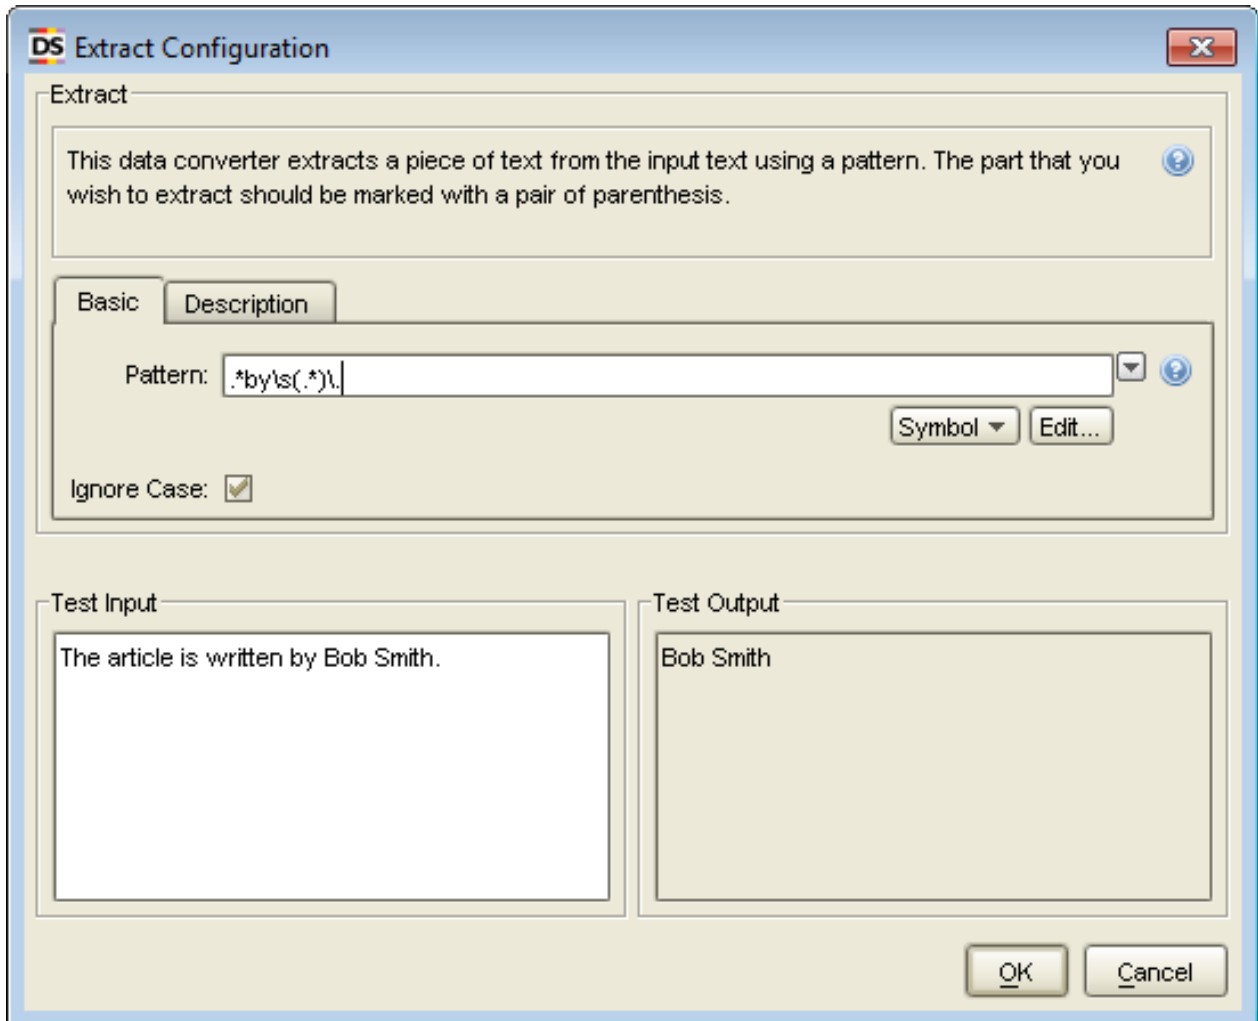 DS Extract Configuration
Extract
This data converter extracts a piece of text from the input text using a pattern. The part that you
wish to extract should be marked with a pair of parenthesis.
Basic Description
Pattern: .*by\s(.*)\.
Symbol Edit...
Ignore Case:
Test Input Test Output
The article is written by Bob Smith. Bob Smith
OK Cancel